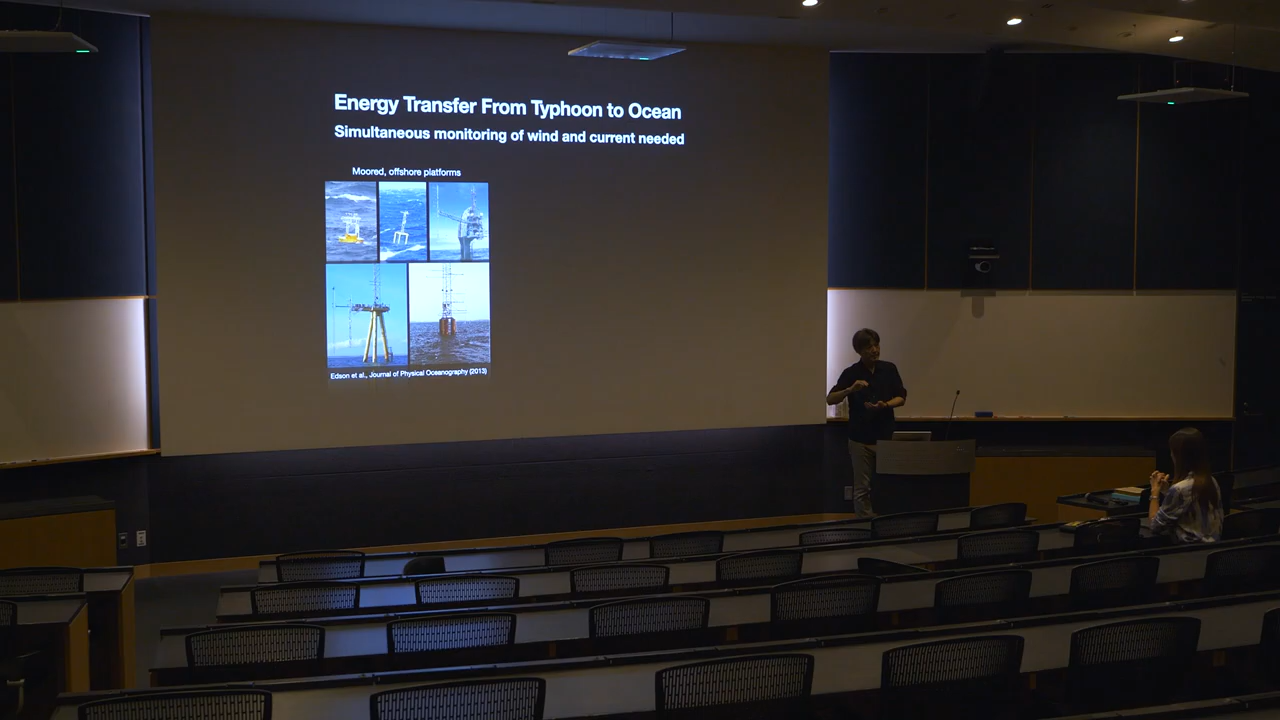 Energy Transfer From Typhoon to Ocean
Simultaneous monitoring of wind and current needed
Moored, offshore platforms
Edson et al., Journal of Physical Oceanography (2013)